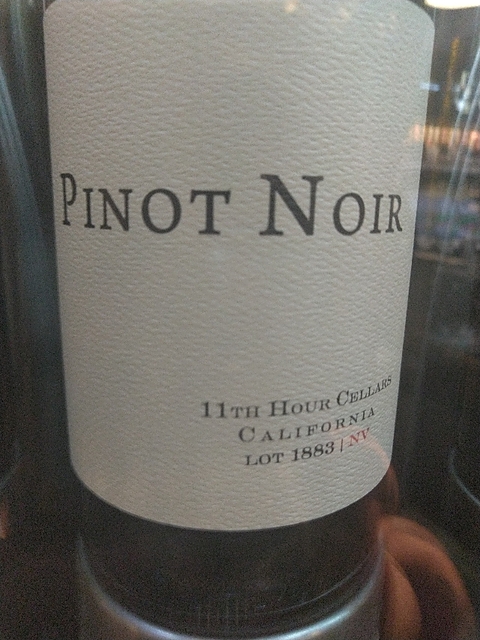 PINOT NOIR
11TH HOUR CELLARS
CALIFORNIA
LOT 1883 | NV